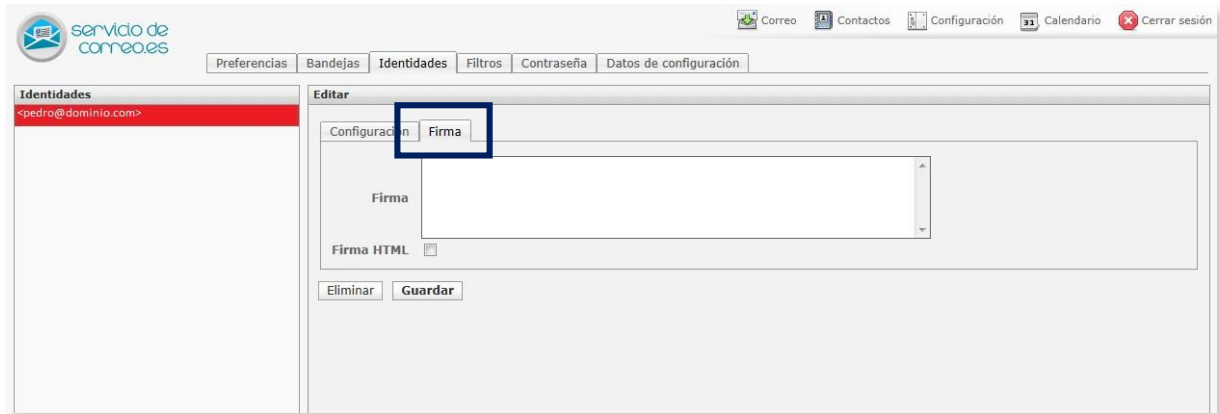 servicio de
correo.es
Correo Contactos Configuración 31 Calendario Cerrar sesión
Preferencias Bandejas Identidades Filtros Contraseña Datos de configuración
Identidades
<pedro@dominio.com>
Editar
Configuración Firma
Firma
Firma HTML
Eliminar Guardar